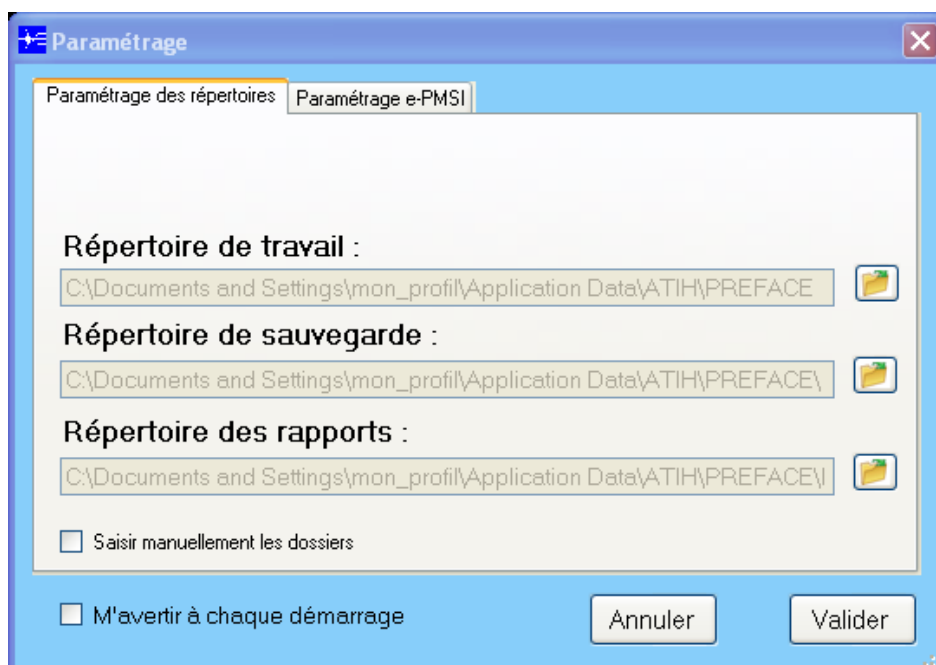 Paramétrage
Paramétrage des répertoires
Paramétrage e-PMSI
Répertoire de travail :
C:\Documents and Settings\mon_profil\Application Data\ATIH\PREFACE
Répertoire de sauvegarde :
C:\Documents and Settings\mon_profil\Application Data\ATIH\PREFACE\
Répertoire des rapports :
C:\Documents and Settings\mon_profil\Application Data\ATIH\PREFACE\
Saisir manuellement les dossiers
M'avertir à chaque démarrage
Annuler
Valider